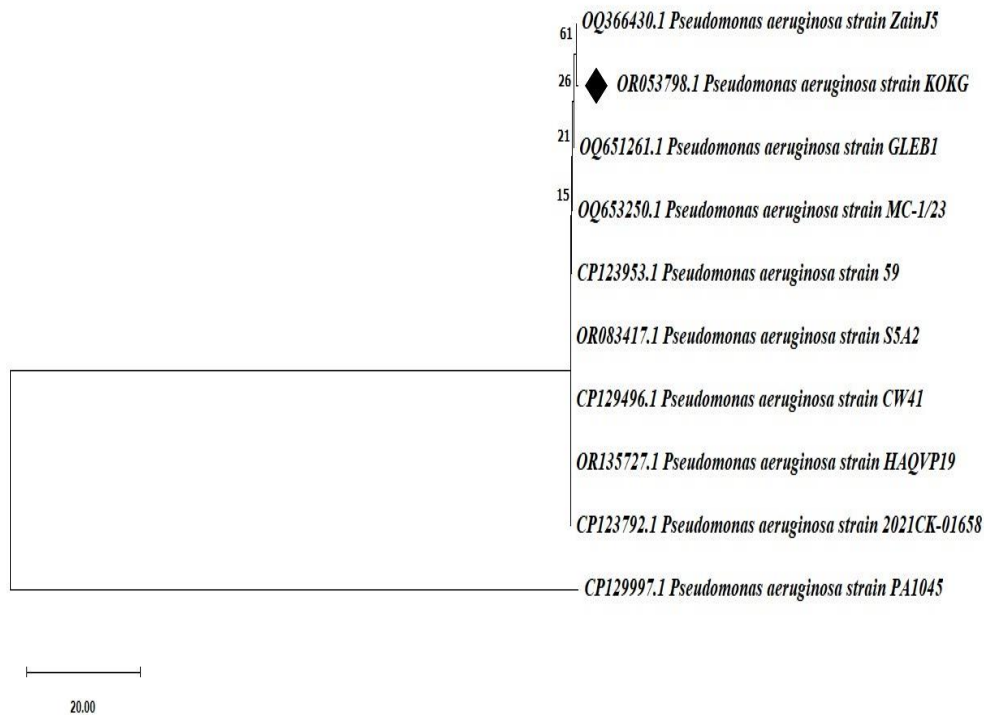 OQ366430.1 Pseudomonas aeruginosa strain ZainJ5
61
26
OR053798.1 Pseudomonas aeruginosa strain KOKG
21
OQ651261.1 Pseudomonas aeruginosa strain GLEB1
15
OQ653250.1 Pseudomonas aeruginosa strain MC-1/23
CP123953.1 Pseudomonas aeruginosa strain 59
OR083417.1 Pseudomonas aeruginosa strain S5A2
CP129496.1 Pseudomonas aeruginosa strain CW41
OR135727.1 Pseudomonas aeruginosa strain HAQVP19
CP123792.1 Pseudomonas aeruginosa strain 2021CK-01658
CP129997.1 Pseudomonas aeruginosa strain PA1045
20.00